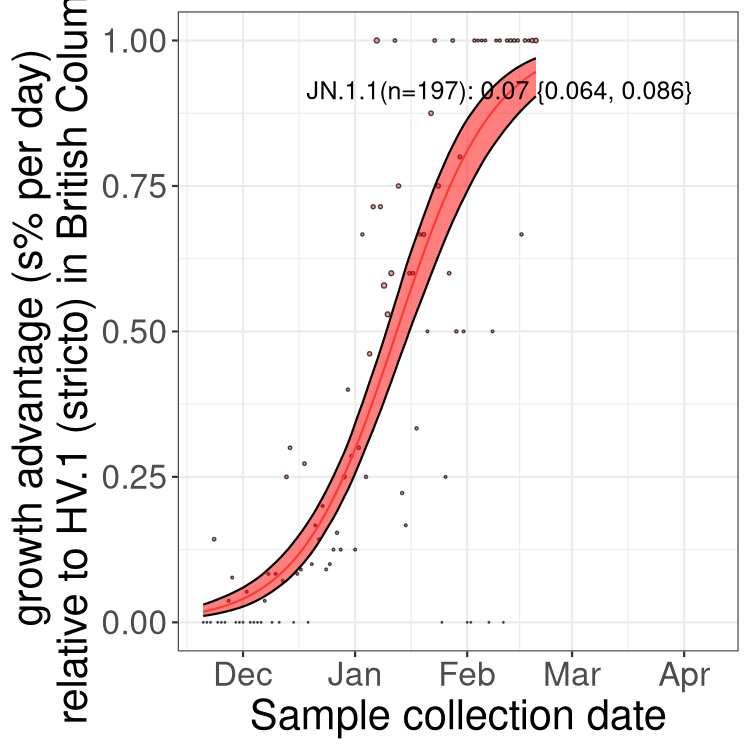 growth advantage (s% per day)
relative to HV.1 (stricto) in British Colum
1.00
0.75
0.50
0.25
0.00
JN.1.1(n=197): 0.07 {0.064, 0.086}
Dec Jan Feb Mar Apr
Sample collection date